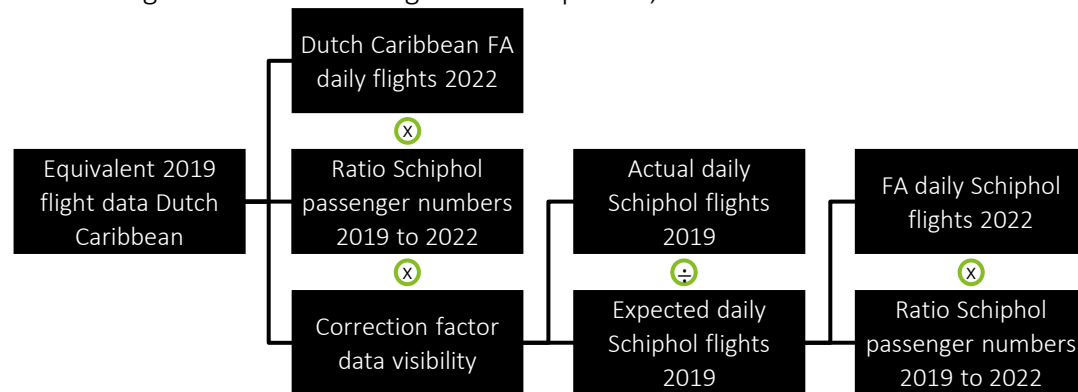 Dutch Caribbean FA
daily flights 2022
x
Equivalent 2019
flight data Dutch
Caribbean
Ratio Schiphol
passenger numbers
2019 to 2022
x
Correction factor
data visibility
Actual daily
Schiphol flights
2019
÷
Expected daily
Schiphol flights
2019
FA daily Schiphol
flights 2022
x
Ratio Schiphol
passenger numbers
2019 to 2022